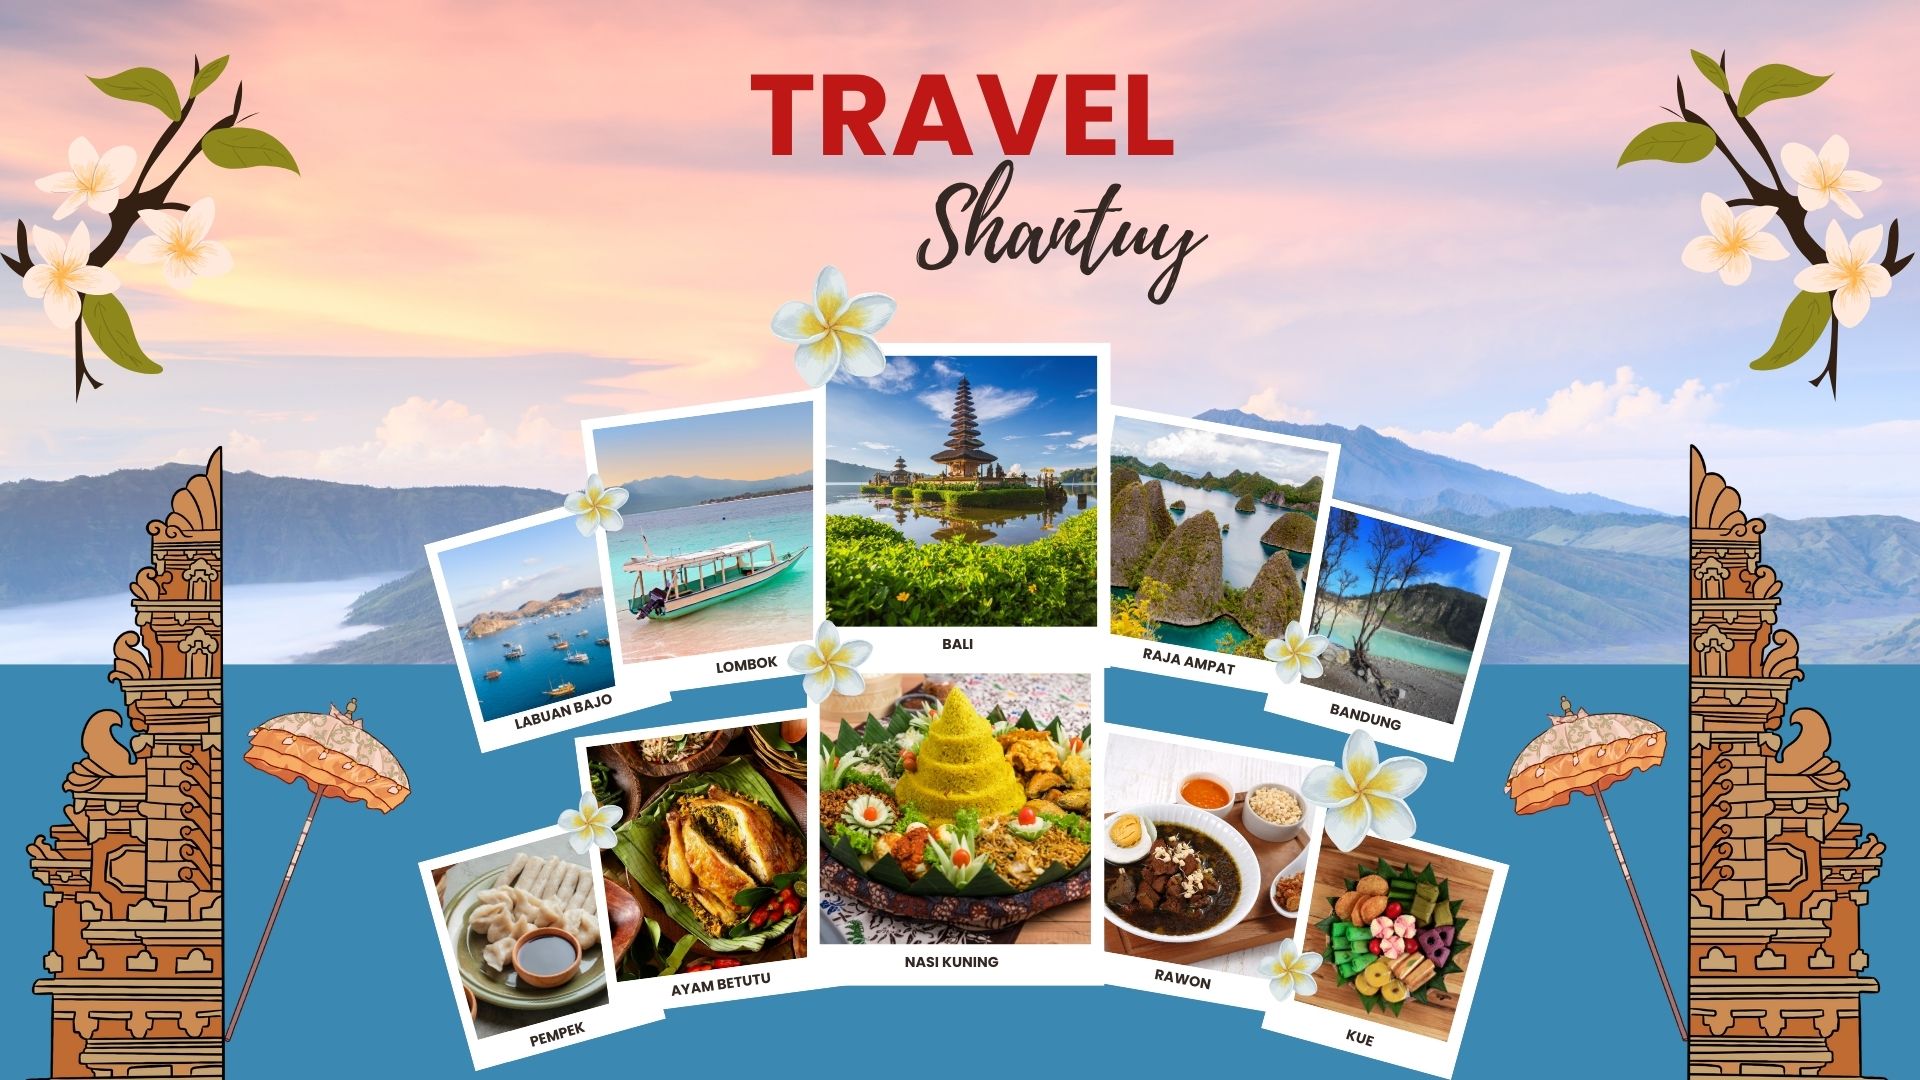 TRAVEL
Shantuy
LABUAN BAJO
LOMBOK
BALI
RAJA AMPAT
BANDUNG
PEMPEK
AYAM BETUTU
NASI KUNING
RAWON
KUE